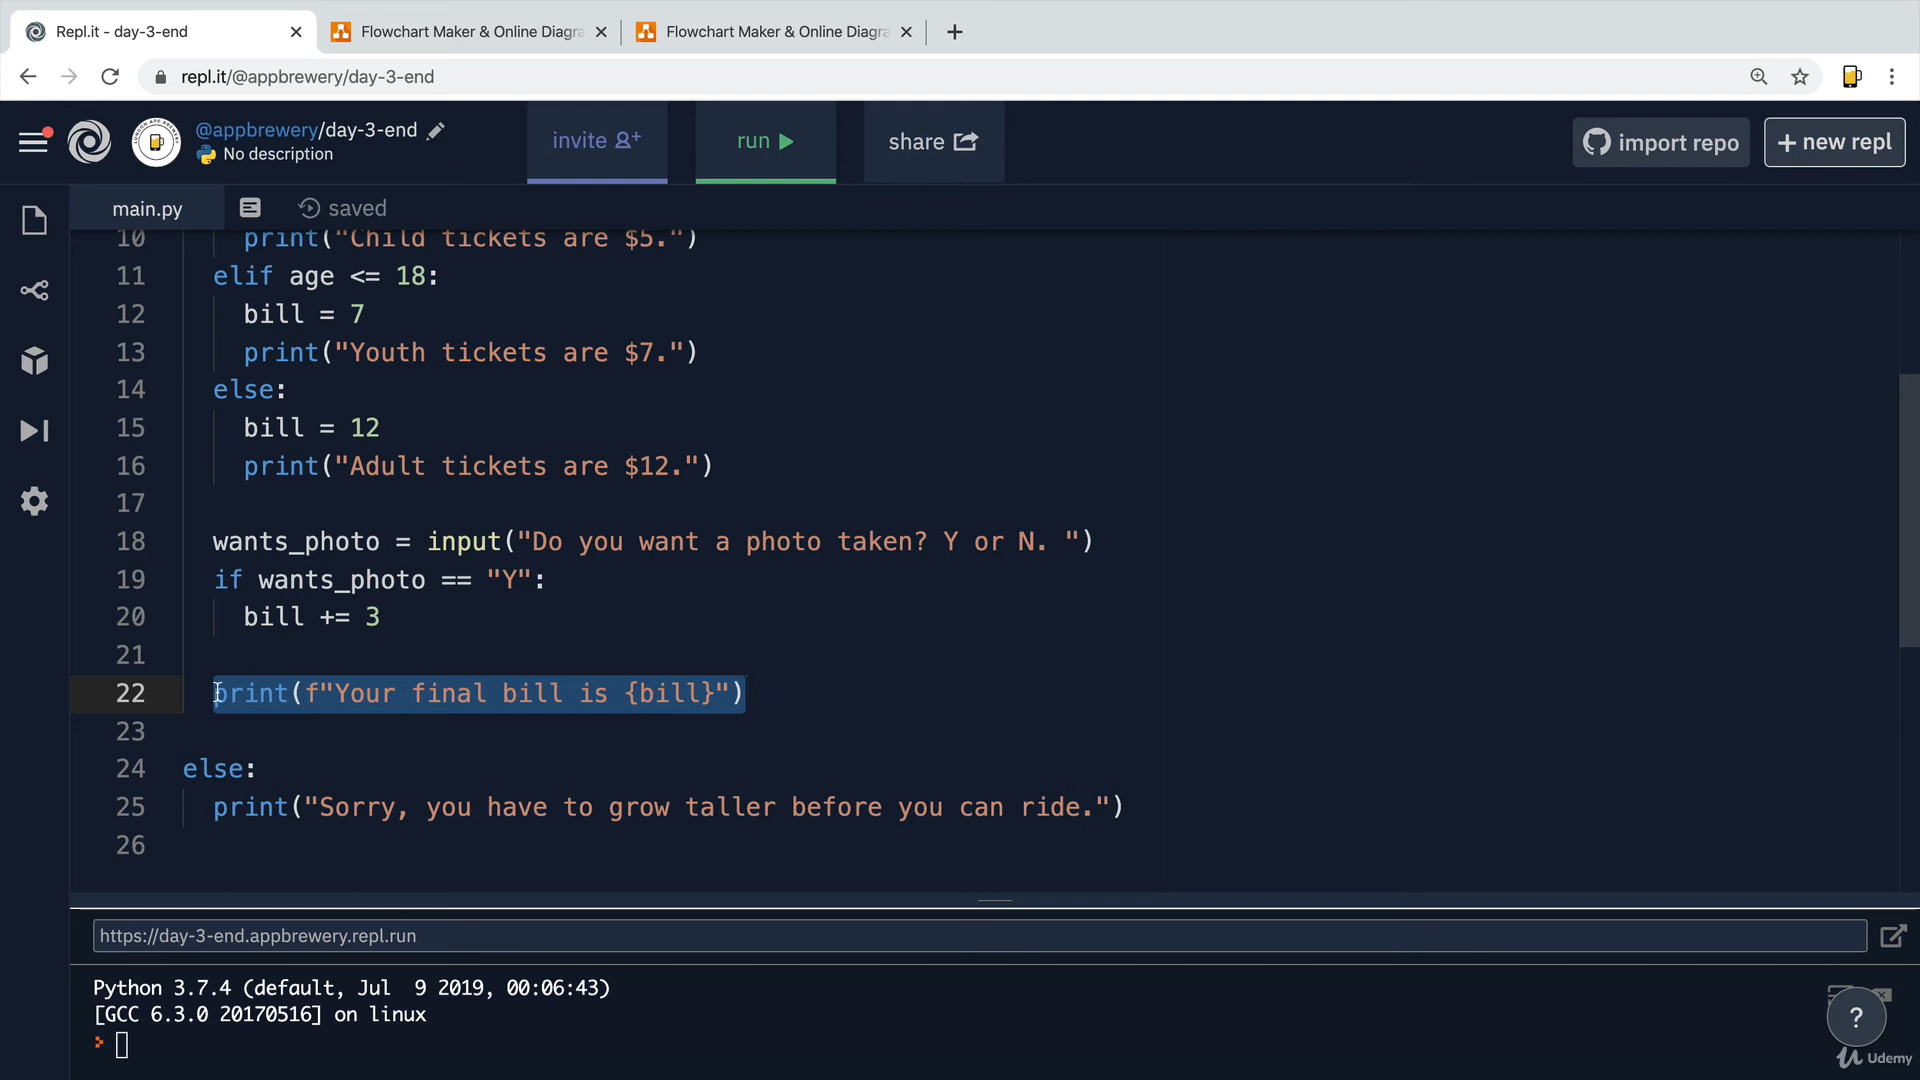 Repl.it - day-3-end
Flowchart Maker & Online Diagra
Flowchart Maker & Online Diagra
repl.it/@appbrewery/day-3-end
@appbrewery/day-3-end
No description
invite
run
share
import repo
+ new repl
main.py
saved
10 print("Child tickets are $5.")
11 elif age <= 18:
12 bill = 7
13 print("Youth tickets are $7.")
14 else:
15 bill = 12
16 print("Adult tickets are $12.")
17
18 wants_photo = input("Do you want a photo taken? Y or N. ")
19 if wants_photo == "Y":
20 bill += 3
21
22 print(f"Your final bill is {bill}")
23
24 else:
25 print("Sorry, you have to grow taller before you can ride.")
26
https://day-3-end.appbrewery.repl.run
Python 3.7.4 (default, Jul  9 2019, 00:06:43)
[GCC 6.3.0 20170516] on linux
?
Udemy